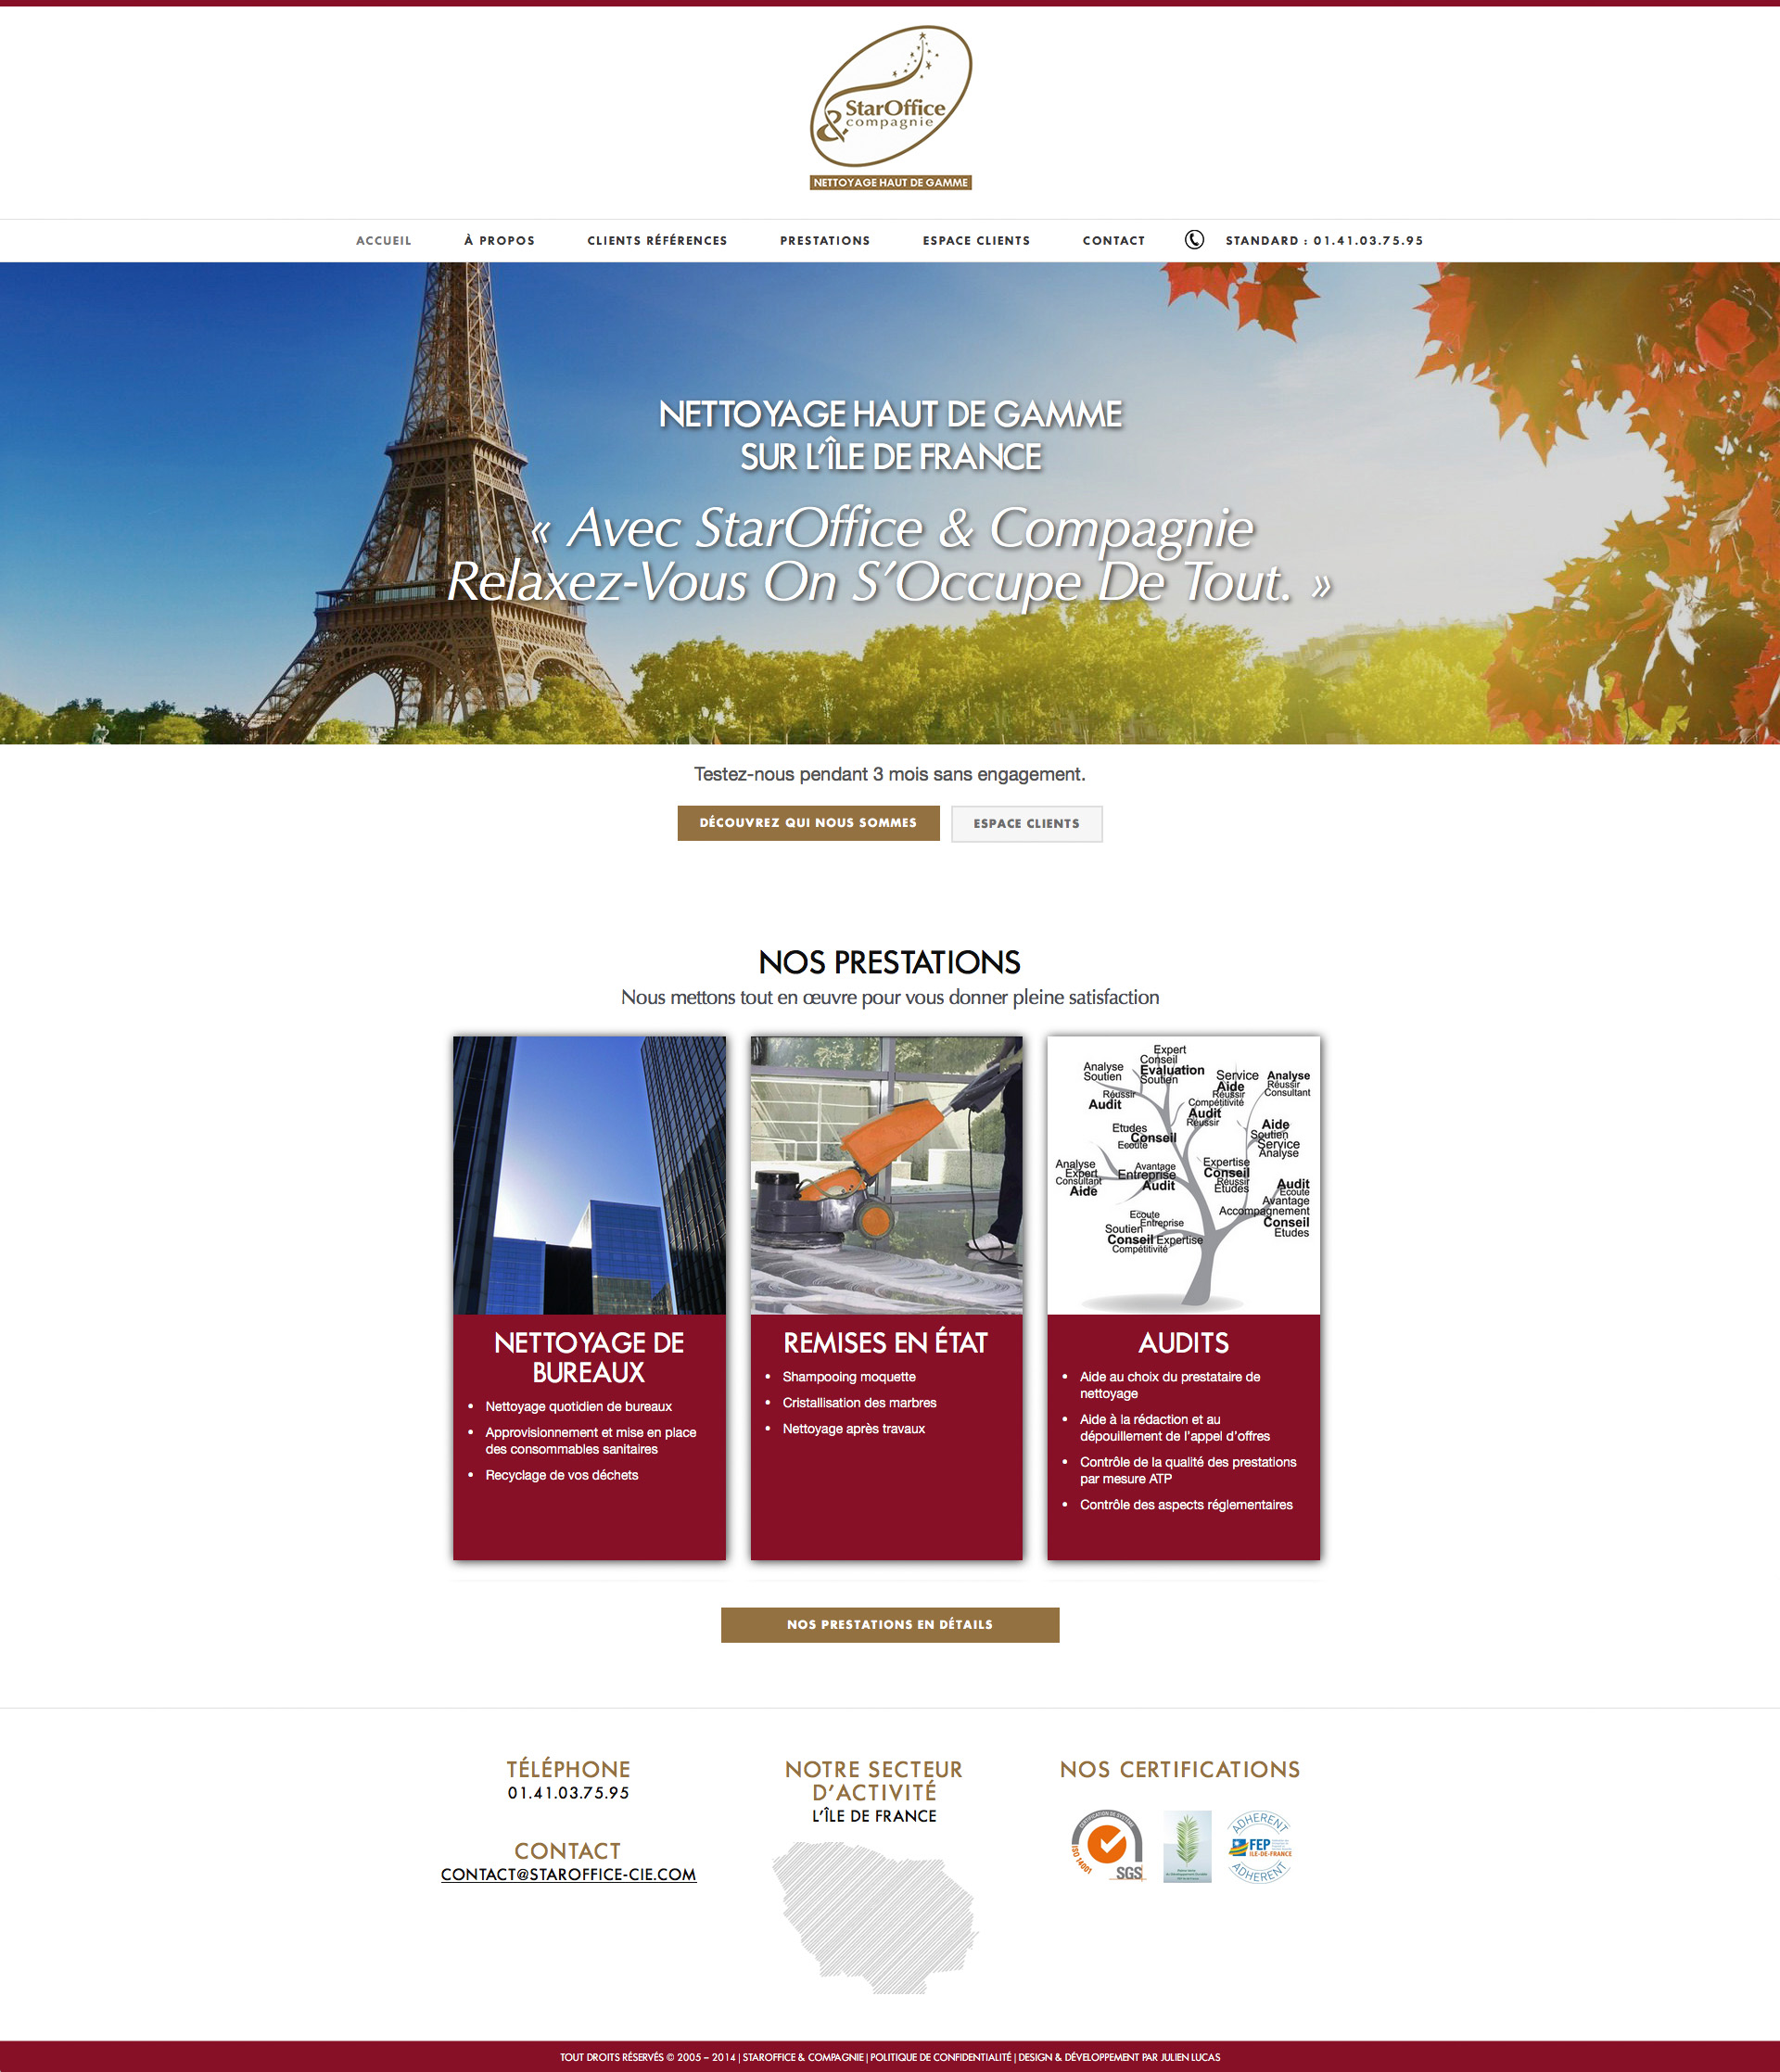 StarOffice
& compagnie
NETTOYAGE HAUT DE GAMME
ACCUEIL
À PROPOS
CLIENTS RÉFÉRENCES
PRESTATIONS
ESPACE CLIENTS
CONTACT
STANDARD : 01.41.03.75.95
NETTOYAGE HAUT DE GAMME
SUR L'ÎLE DE FRANCE
« Avec StarOffice & Compagnie
Relaxez-Vous On S'Occupe De Tout. »
Testez-nous pendant 3 mois sans engagement.
DÉCOUVREZ QUI NOUS SOMMES
ESPACE CLIENTS
NOS PRESTATIONS
Nous mettons tout en œuvre pour vous donner pleine satisfaction
Expert
Conseil
Evaluation
Soutien
Analyse
Soutien
Réussir
Audit
Service
Aide
Réussir
Compétitivité
Audit
Réussir
Analyse
Réussir
Consultant
Etudes
Conseil
Ecoute
Aide
Soutien
Service
Analyse
Analyse
Expert
Consultant
Aide
Avantage
Entreprise
Audit
Expertise
Conseil
Réussir
Etudes
Audit
Ecoute
Avantage
Accompagnement
Conseil
Etudes
Ecoute
Entreprise
Soutien
Conseil Expertise
Compétitivité
NETTOYAGE DE
BUREAUX
• Nettoyage quotidien de bureaux
• Approvisionnement et mise en place
des consommables sanitaires
• Recyclage de vos déchets
REMISES EN ÉTAT
• Shampooing moquette
• Cristallisation des marbres
• Nettoyage après travaux
AUDITS
• Aide au choix du prestataire de
nettoyage
• Aide à la rédaction et au
dépouillement de l'appel d'offres
• Contrôle de la qualité des prestations
par mesure ATP
• Contrôle des aspects réglementaires
NOS PRESTATIONS EN DÉTAILS
TÉLÉPHONE
01.41.03.75.95
CONTACT
CONTACT@STAROFFICE-CIE.COM
NOTRE SECTEUR
D'ACTIVITÉ
L'ÎLE DE FRANCE
NOS CERTIFICATIONS
ISO 14001
SGS
ADHERENT
FEP
ILE-DE-FRANCE
ADHERENT
TOUT DROITS RÉSERVÉS © 2005 – 2014 | STAROFFICE & COMPAGNIE | POLITIQUE DE CONFIDENTIALITÉ | DESIGN & DÉVELOPPEMENT PAR JULIEN LUCAS